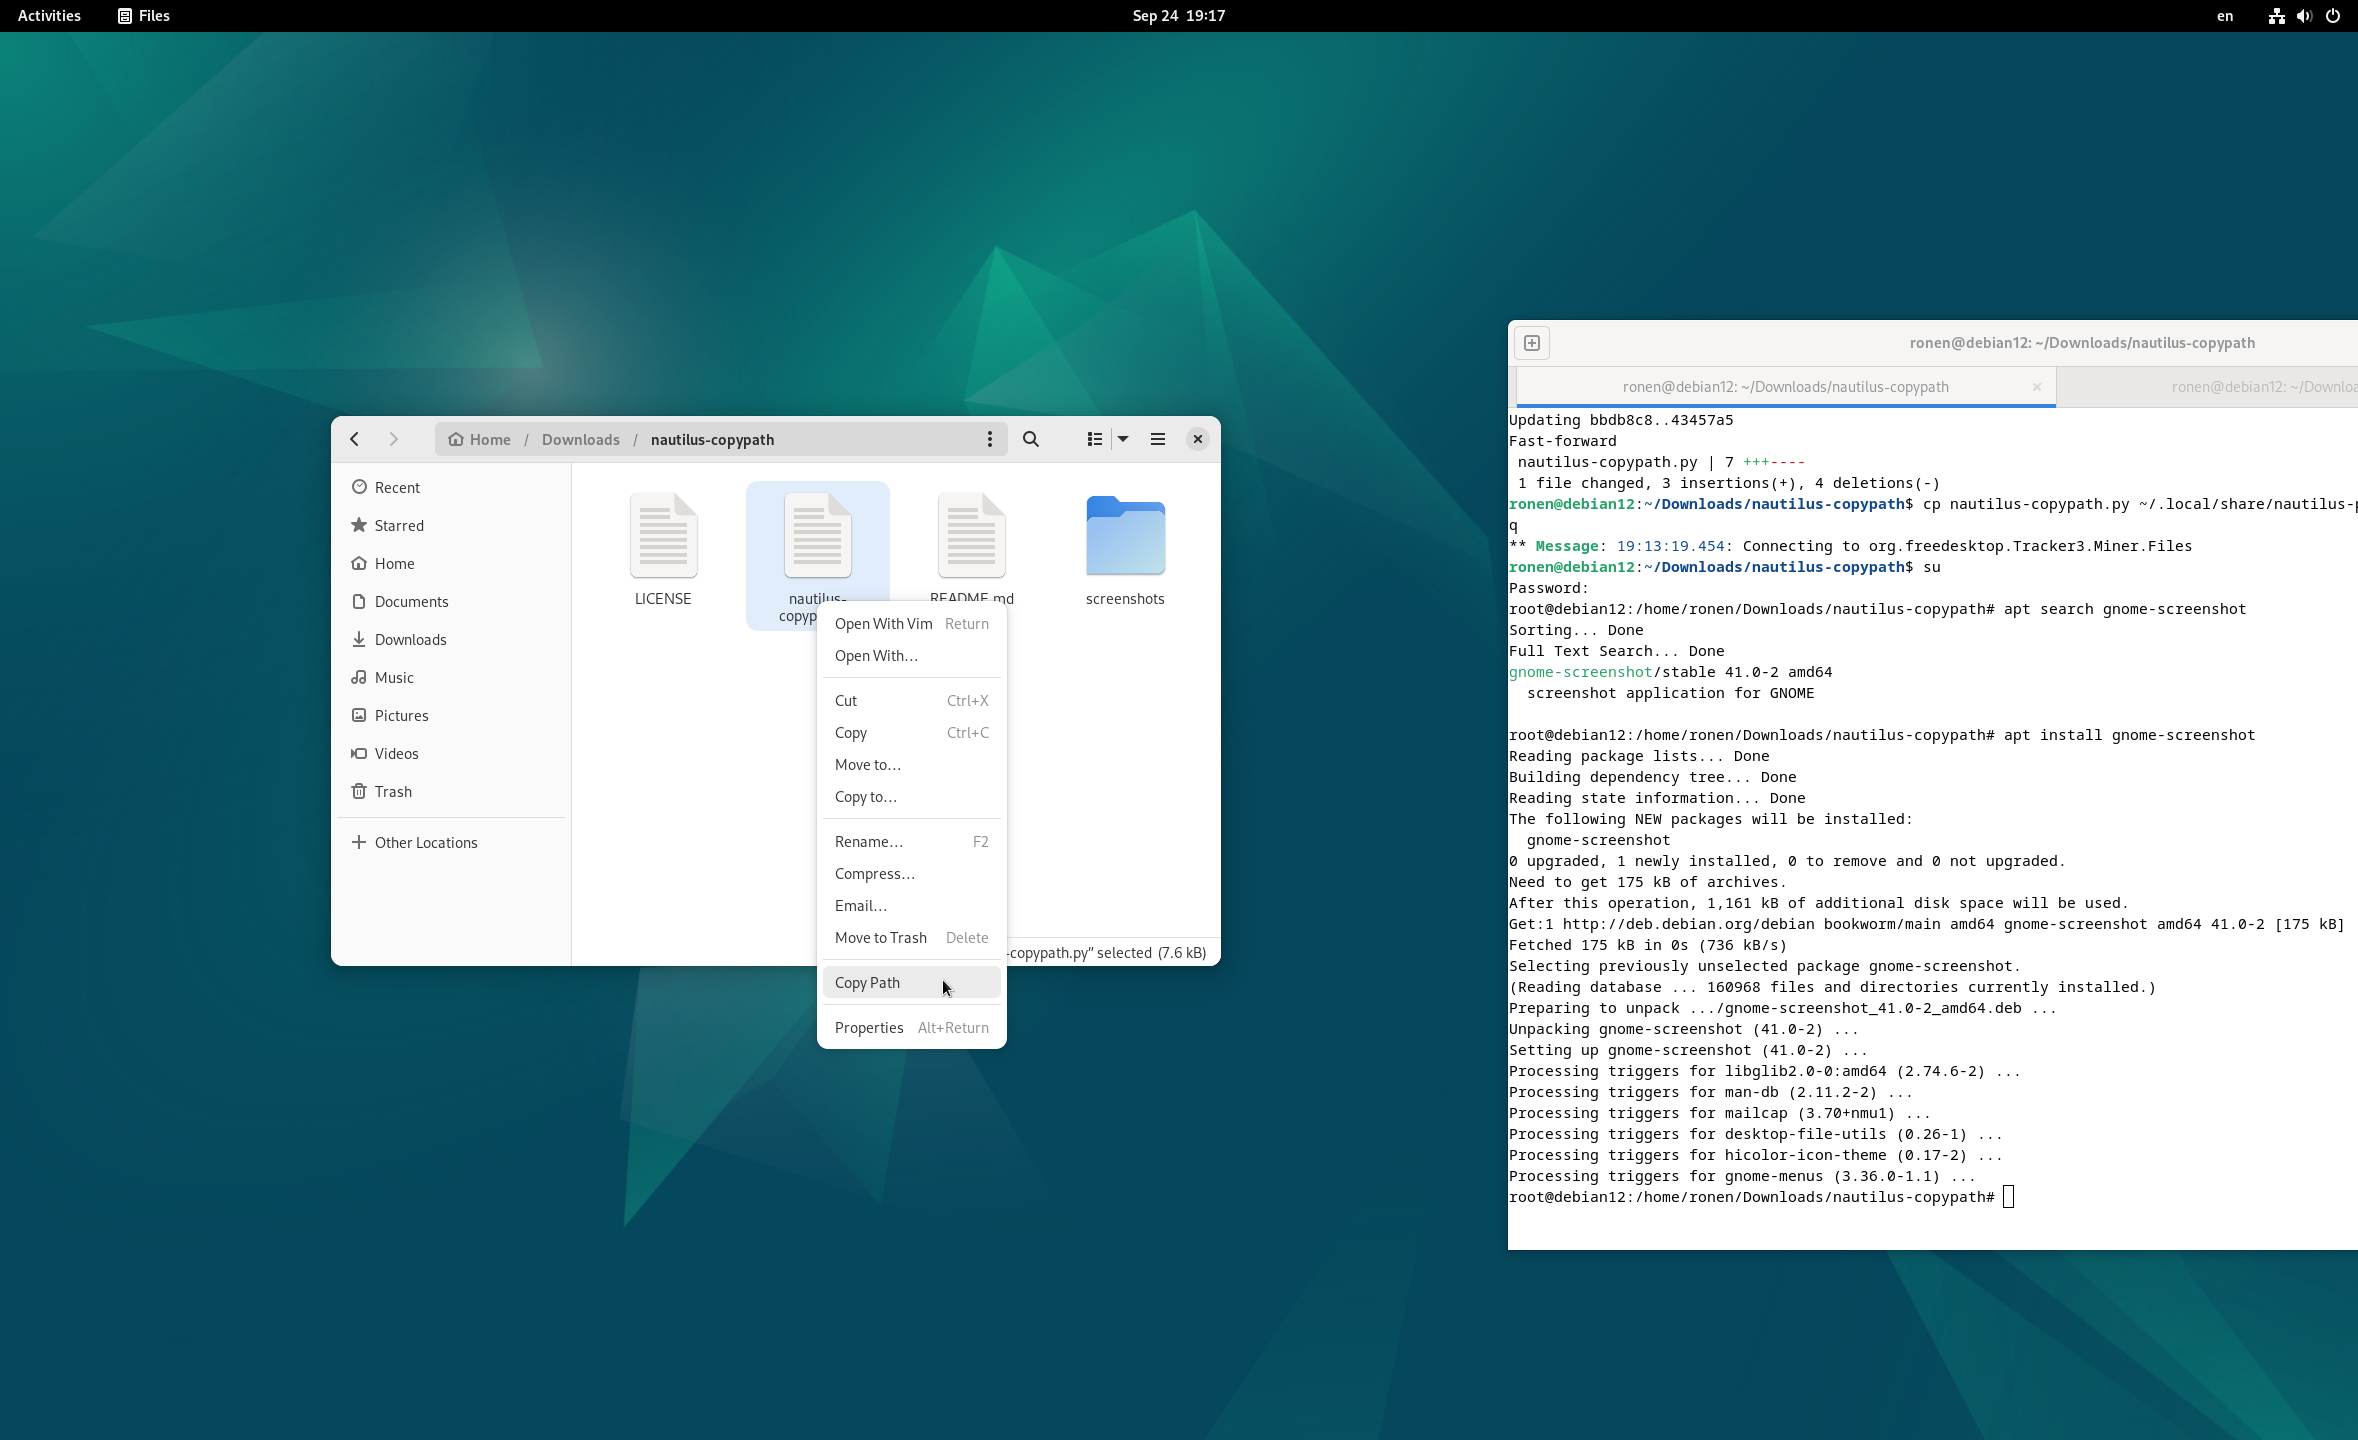 Activities Files Sep 24 19:17 en
Home / Downloads / nautilus-copypath
Recent
Starred
Home
Documents
Downloads
Music
Pictures
Videos
Trash
Other Locations
LICENSE
nautilus-
README.md
screenshots
Open With Vim Return
Open With…
Cut Ctrl+X
Copy Ctrl+C
Move to…
Copy to…
Rename… F2
Compress…
Email…
Move to Trash Delete
Copy Path
Properties Alt+Return
-copypath.py” selected (7.6 kB)
ronen@debian12: ~/Downloads/nautilus-copypath
ronen@debian12: ~/Downloads/nautilus-copypath ×
ronen@debian12: ~/Downloa
Updating bbdb8c8..43457a5
Fast-forward
nautilus-copypath.py | 7 +++----
1 file changed, 3 insertions(+), 4 deletions(-)
ronen@debian12:~/Downloads/nautilus-copypath$ cp nautilus-copypath.py ~/.local/share/nautilus-p
q
** Message: 19:13:19.454: Connecting to org.freedesktop.Tracker3.Miner.Files
ronen@debian12:~/Downloads/nautilus-copypath$ su
Password:
root@debian12:/home/ronen/Downloads/nautilus-copypath# apt search gnome-screenshot
Sorting... Done
Full Text Search... Done
gnome-screenshot/stable 41.0-2 amd64
screenshot application for GNOME
root@debian12:/home/ronen/Downloads/nautilus-copypath# apt install gnome-screenshot
Reading package lists... Done
Building dependency tree... Done
Reading state information... Done
The following NEW packages will be installed:
gnome-screenshot
0 upgraded, 1 newly installed, 0 to remove and 0 not upgraded.
Need to get 175 kB of archives.
After this operation, 1,161 kB of additional disk space will be used.
Get:1 http://deb.debian.org/debian bookworm/main amd64 gnome-screenshot amd64 41.0-2 [175 kB]
Fetched 175 kB in 0s (736 kB/s)
Selecting previously unselected package gnome-screenshot.
(Reading database ... 160968 files and directories currently installed.)
Preparing to unpack .../gnome-screenshot_41.0-2_amd64.deb ...
Unpacking gnome-screenshot (41.0-2) ...
Setting up gnome-screenshot (41.0-2) ...
Processing triggers for libglib2.0-0:amd64 (2.74.6-2) ...
Processing triggers for man-db (2.11.2-2) ...
Processing triggers for mailcap (3.70+nmu1) ...
Processing triggers for desktop-file-utils (0.26-1) ...
Processing triggers for hicolor-icon-theme (0.17-2) ...
Processing triggers for gnome-menus (3.36.0-1.1) ...
root@debian12:/home/ronen/Downloads/nautilus-copypath#